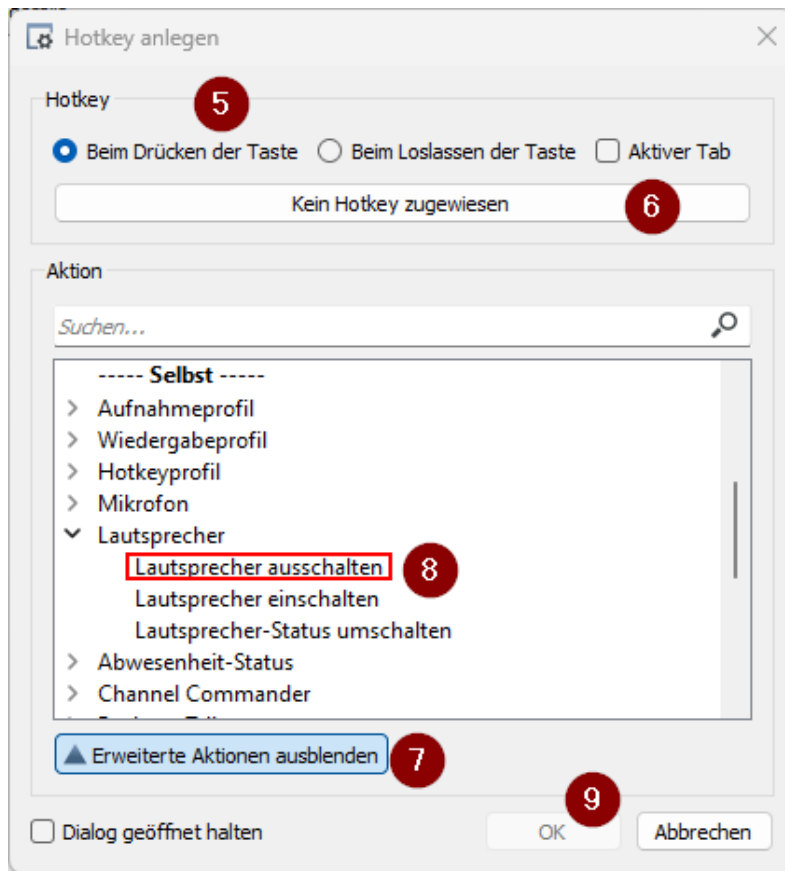 Hotkey anlegen
Hotkey
5
Beim Drücken der Taste Beim Loslassen der Taste Aktiver Tab
Kein Hotkey zugewiesen
6
Aktion
Suchen...
----- Selbst -----
Aufnahmeprofil
Wiedergabeprofil
Hotkeyprofil
Mikrofon
Lautsprecher
Lautsprecher ausschalten
8
Lautsprecher einschalten
Lautsprecher-Status umschalten
Abwesenheit-Status
Channel Commander
Erweiterte Aktionen ausblenden
7
9
Dialog geöffnet halten OK Abbrechen